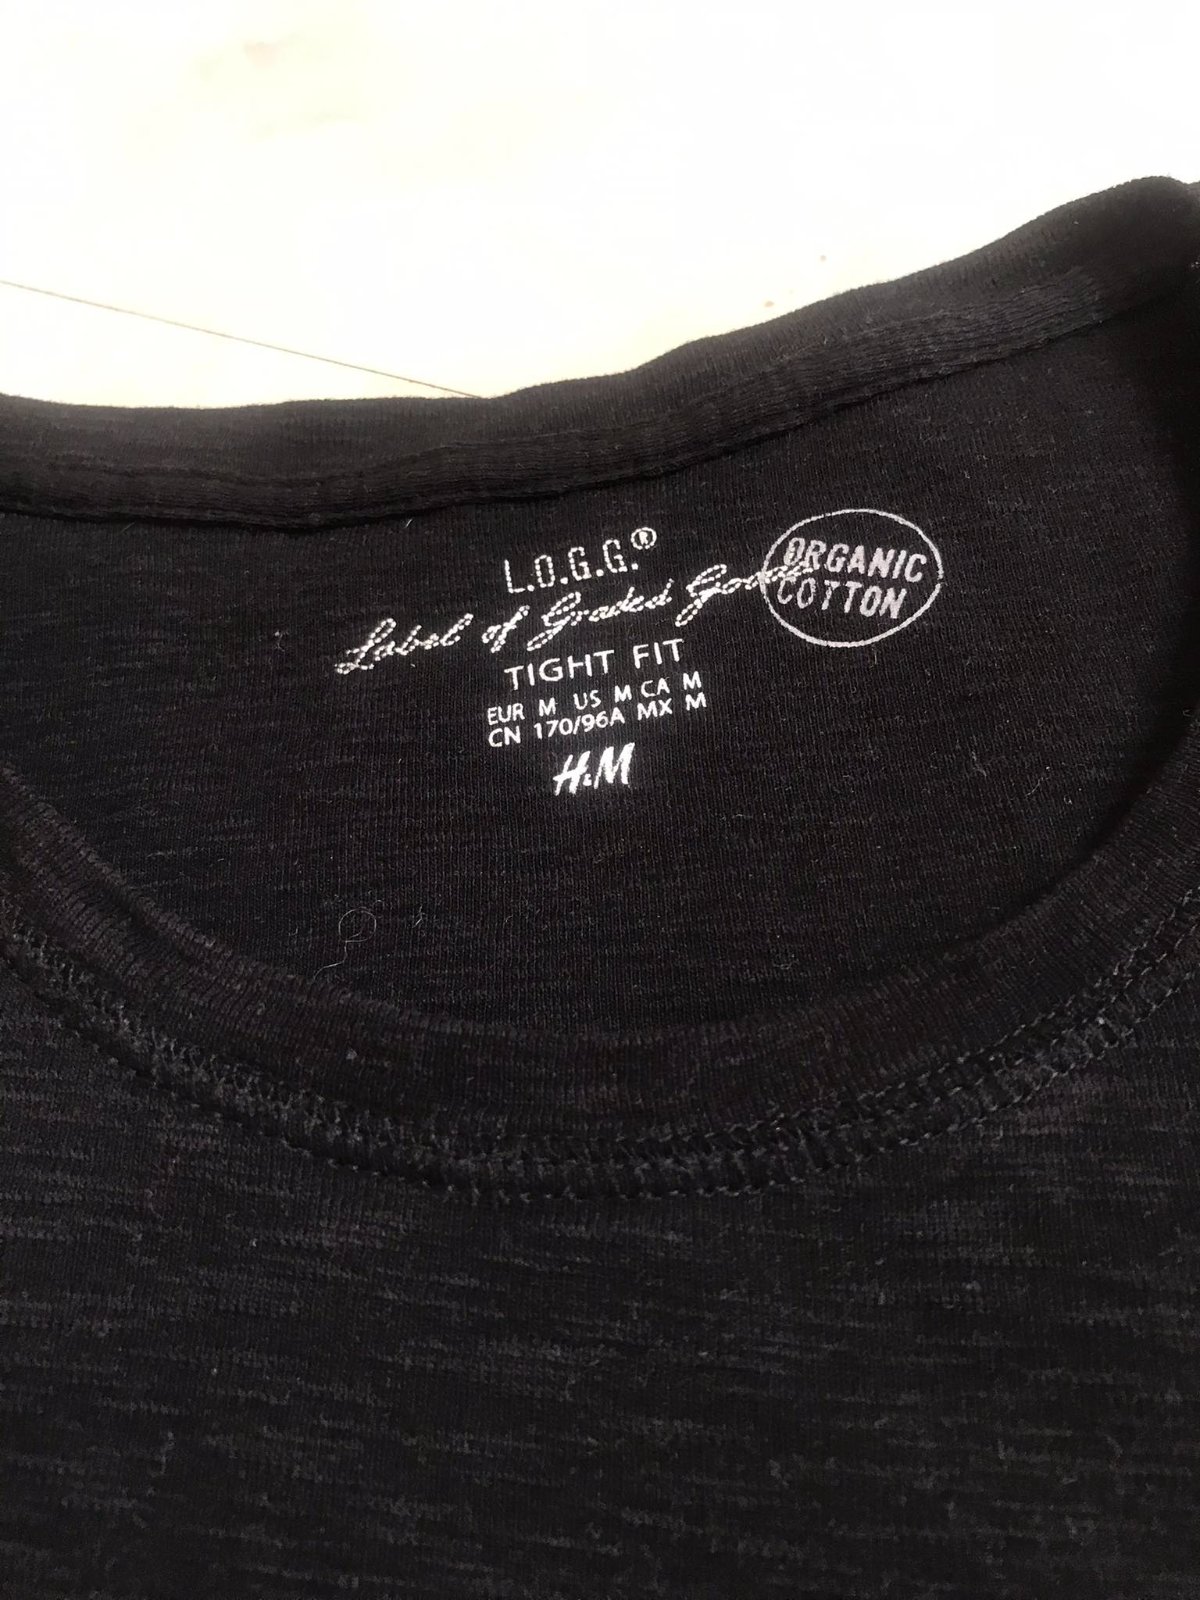 L.O.G.G.®
Label of Graded Goods
ORGANIC
COTTON
TIGHT FIT
EUR M US M CA M
CN 170/96A MX M
H&M